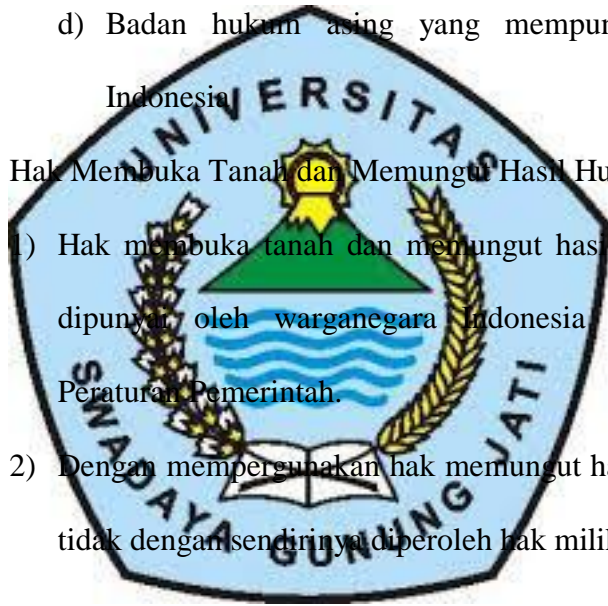 d) Badan hukum asing yang mempun
Indonesia
UNIVERSITAS
Hak Membuka Tanah dan Memungut Hasil Hu
1) Hak membuka tanah dan memungut hasi
dipunyai oleh warganegara Indonesia
Peraturan Pemerintah.
2) Dengan mempergunakan hak memungut ha
tidak dengan sendirinya diperoleh hak milil
SWADAYA GUNUNG JATI